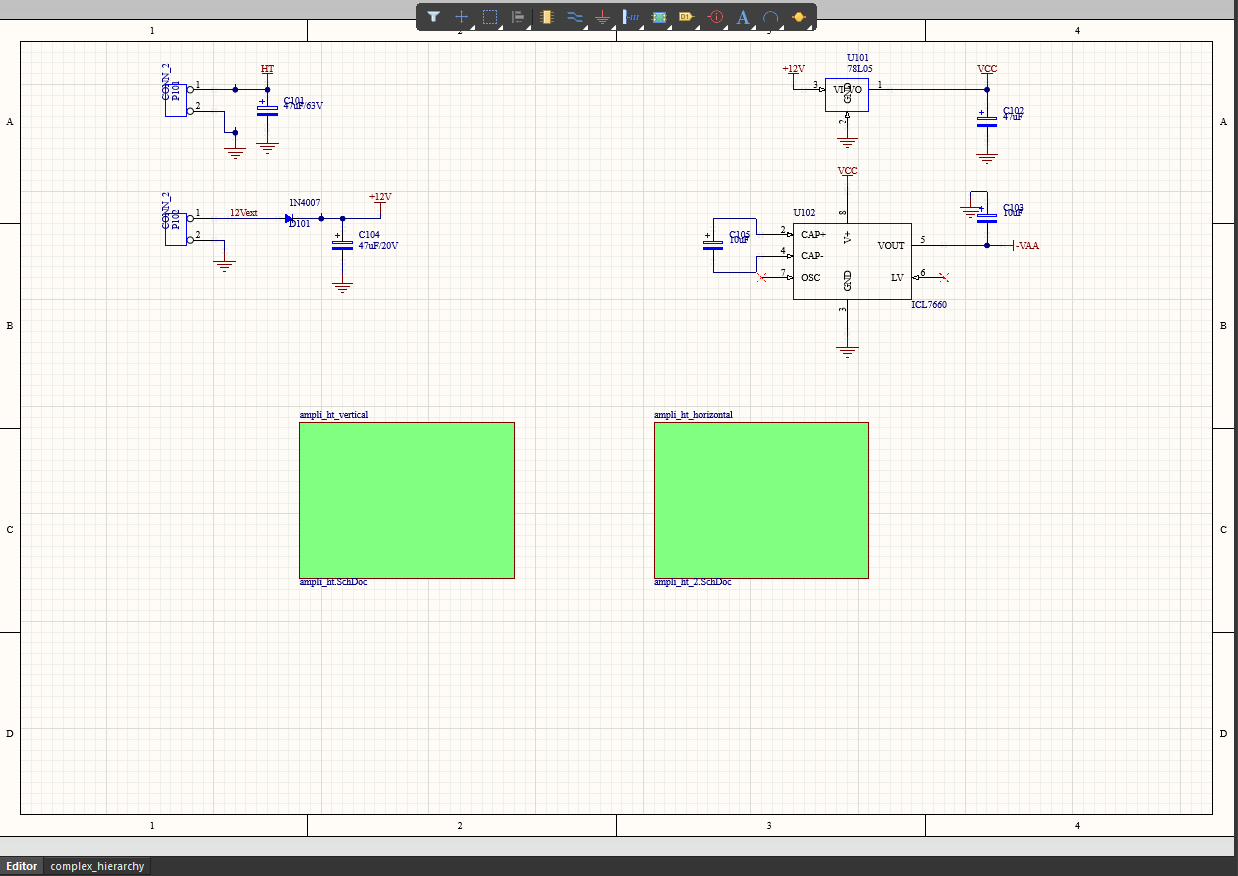 1
2
3
4
A
B
C
D
A
B
C
D
CONN_2
P101
1
2
HT
C101
47uF/63V
CONN_2
P102
1
2
12Vext
1N4007
D101
+12V
C104
47uF/20V
U101
78L05
+12V
3
VI
VO
GND
2
1
VCC
C102
47uF
VCC
8
U102
C105
10uF
2
4
7
CAP+
CAP-
OSC
V+
GND
VOUT
LV
5
6
3
ICL7660
C103
10uF
-VAA
ampli_ht_vertical
ampli_ht.SchDoc
ampli_ht_horizontal
ampli_ht_2.SchDoc
1
2
3
4
Editor
complex_hierarchy